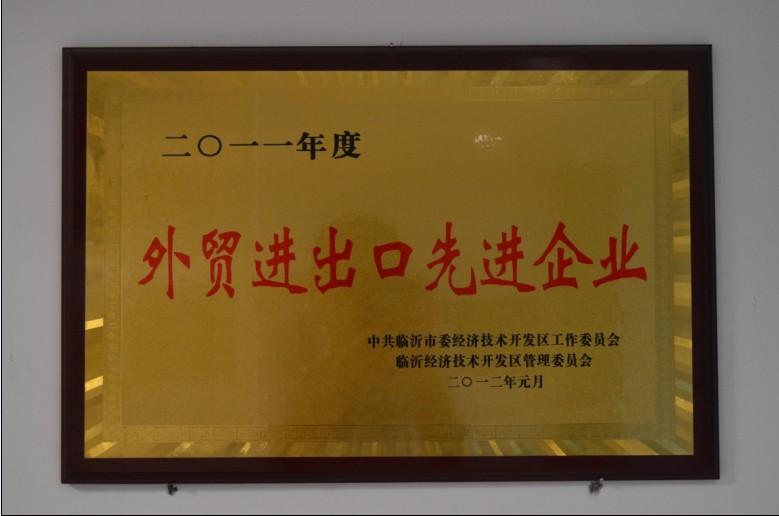 二〇一一年度
外贸进出口先进企业
中共临沂市委经济技术开发区工作委员会
临沂经济技术开发区管理委员会
二〇一二年元月